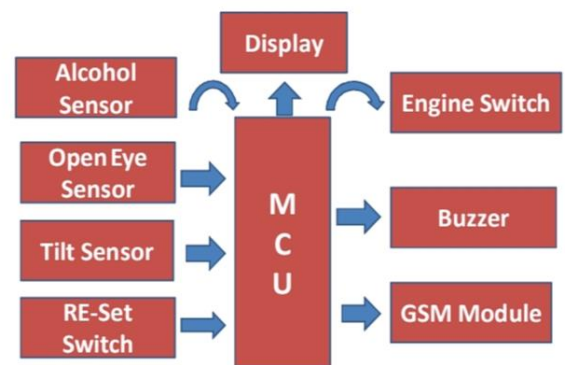 Display
Alcohol
Sensor
Engine Switch
Open Eye
Sensor
M
C
U
Buzzer
Tilt Sensor
RE-Set
Switch
GSM Module